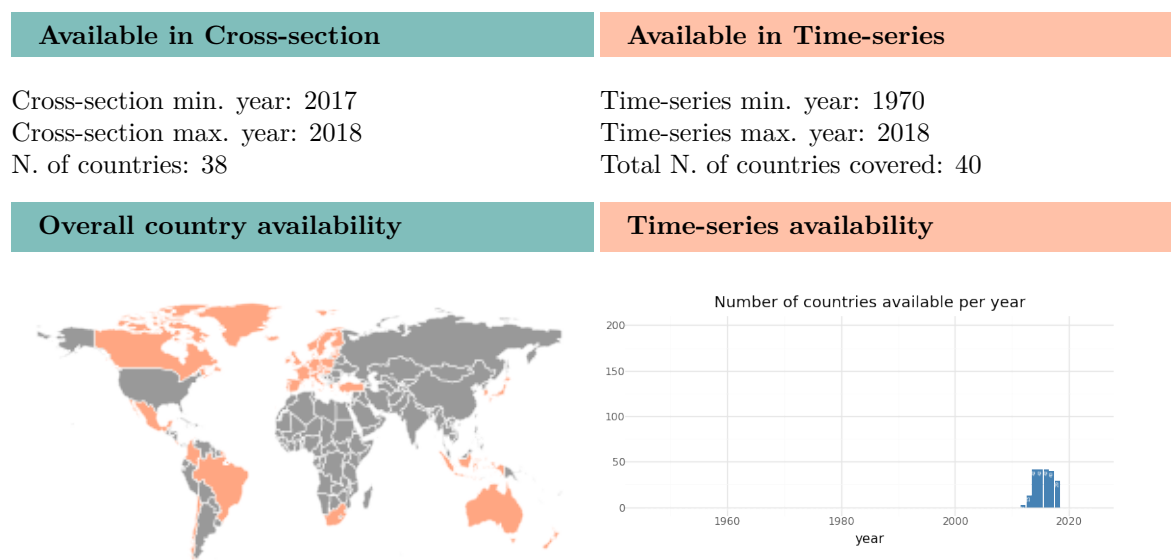 Available in Cross-section
Available in Time-series
Cross-section min. year: 2017
Cross-section max. year: 2018
N. of countries: 38
Time-series min. year: 1970
Time-series max. year: 2018
Total N. of countries covered: 40
Overall country availability
Time-series availability
Number of countries available per year
200
150
100
50
0
1960
1980
2000
2020
year